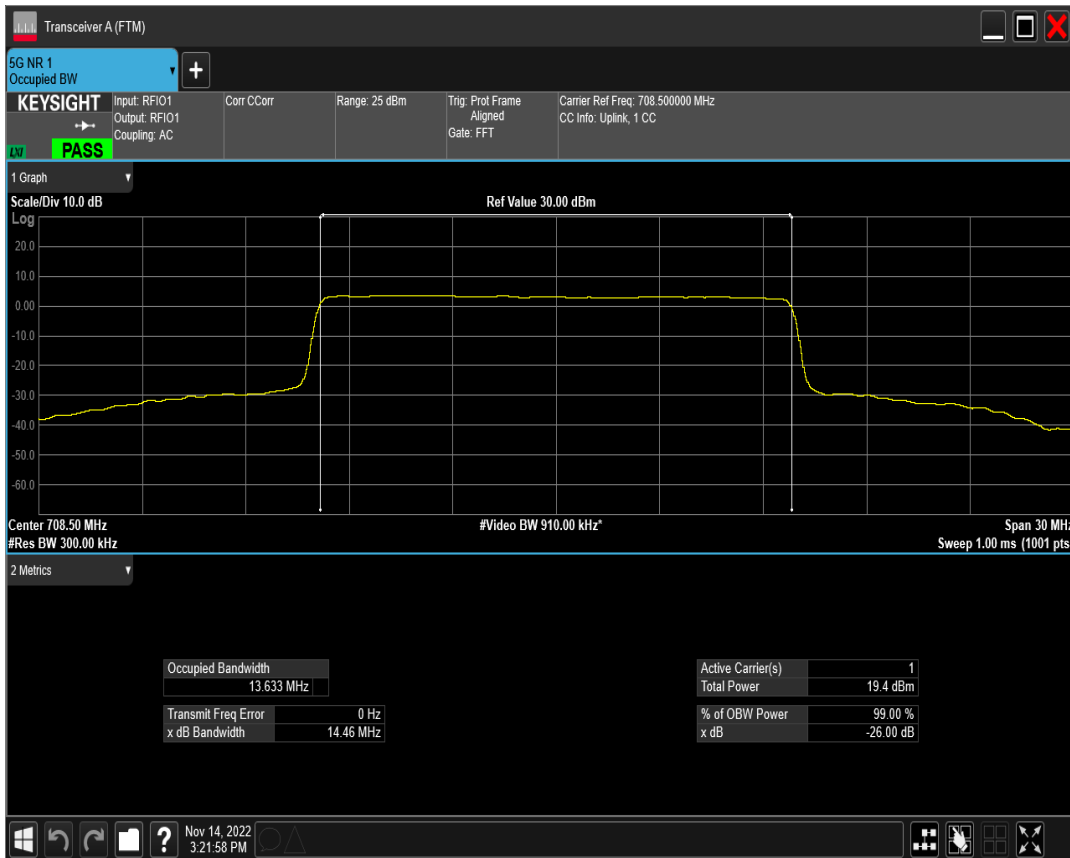 Transceiver A (FTM)
5G NR 1
Occupied BW
+
KEYSIGHT
LXI
PASS
Input: RFIO1
Output: RFIO1
Coupling: AC
Corr CCorr
Range: 25 dBm
Trig: Prot Frame
Aligned
Gate: FFT
Carrier Ref Freq: 708.500000 MHz
CC Info: Uplink, 1 CC
1 Graph
Scale/Div 10.0 dB
Ref Value 30.00 dBm
Log
20.0
10.0
0.00
-10.0
-20.0
-30.0
-40.0
-50.0
-60.0
Center 708.50 MHz
#Video BW 910.00 kHz*
Span 30 MHz
#Res BW 300.00 kHz
Sweep 1.00 ms (1001 pts
2 Metrics
Occupied Bandwidth
13.633 MHz
Transmit Freq Error 0 Hz
x dB Bandwidth 14.46 MHz
Active Carrier(s) 1
Total Power 19.4 dBm
% of OBW Power 99.00 %
x dB -26.00 dB
?
Nov 14, 2022
3:21:58 PM